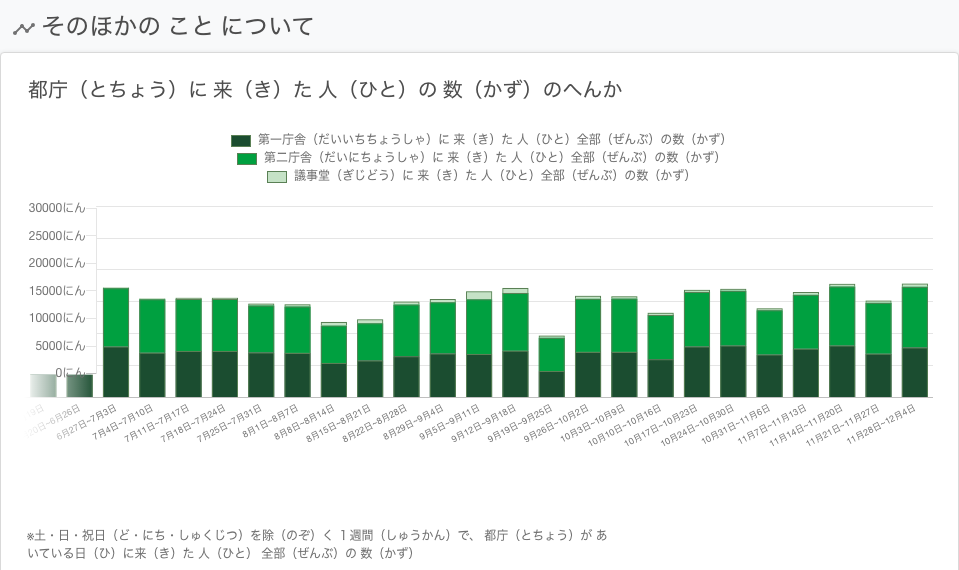 そのほかの こと について
都庁（とちょう）に 来（き）た 人（ひと）の 数（かず）のへんか
第一庁舎（だいいちちょうしゃ）に 来（き）た 人（ひと）全部（ぜんぶ）の数（かず）
第二庁舎（だいにちょうしゃ）に 来（き）た 人（ひと）全部（ぜんぶ）の数（かず）
議事堂（ぎじどう）に 来（き）た 人（ひと）全部（ぜんぶ）の数（かず）
30000にん
25000にん
20000にん
15000にん
10000にん
5000にん
0にん
6月27日~7月3日
7月4日~7月10日
7月11日~7月17日
7月18日~7月24日
7月25日~7月31日
8月1日~8月7日
8月8日~8月14日
8月15日~8月21日
8月22日~8月28日
8月29日~9月4日
9月5日~9月11日
9月12日~9月18日
9月19日~9月25日
9月26日~10月2日
10月3日~10月9日
10月10日~10月16日
10月17日~10月23日
10月24日~10月30日
10月31日~11月6日
11月7日~11月13日
11月14日~11月20日
11月21日~11月27日
11月28日~12月4日
※土・日・祝日（ど・にち・しゅくじつ）を除（のぞ）く １週間（しゅうかん）で、 都庁（とちょう）が あ
いている日（ひ）に来（き）た 人（ひと） 全部（ぜんぶ）の 数（かず）